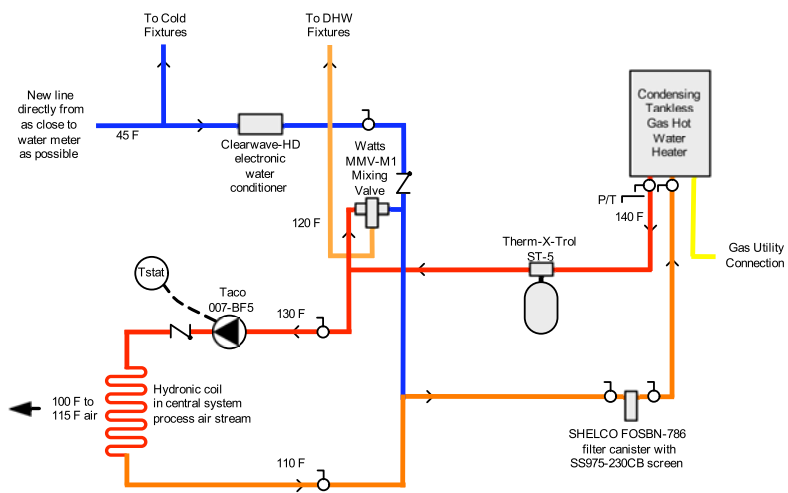 To Cold
Fixtures
To DHW
Fixtures
New line
directly from
as close to
water meter
as possible
45 F
Clearwave-HD
electronic
water
conditioner
Watts
MMV-M1
Mixing
Valve
120 F
Condensing
Tankless
Gas Hot
Water
Heater
P/T
140 F
Gas Utility
Connection
Therm-X-Trol
ST-5
Tstat
Taco
007-BF5
130 F
100 F to
115 F air
Hydronic coil
in central system
process air stream
110 F
SHELCO FOSBN-786
filter canister with
SS975-230CB screen